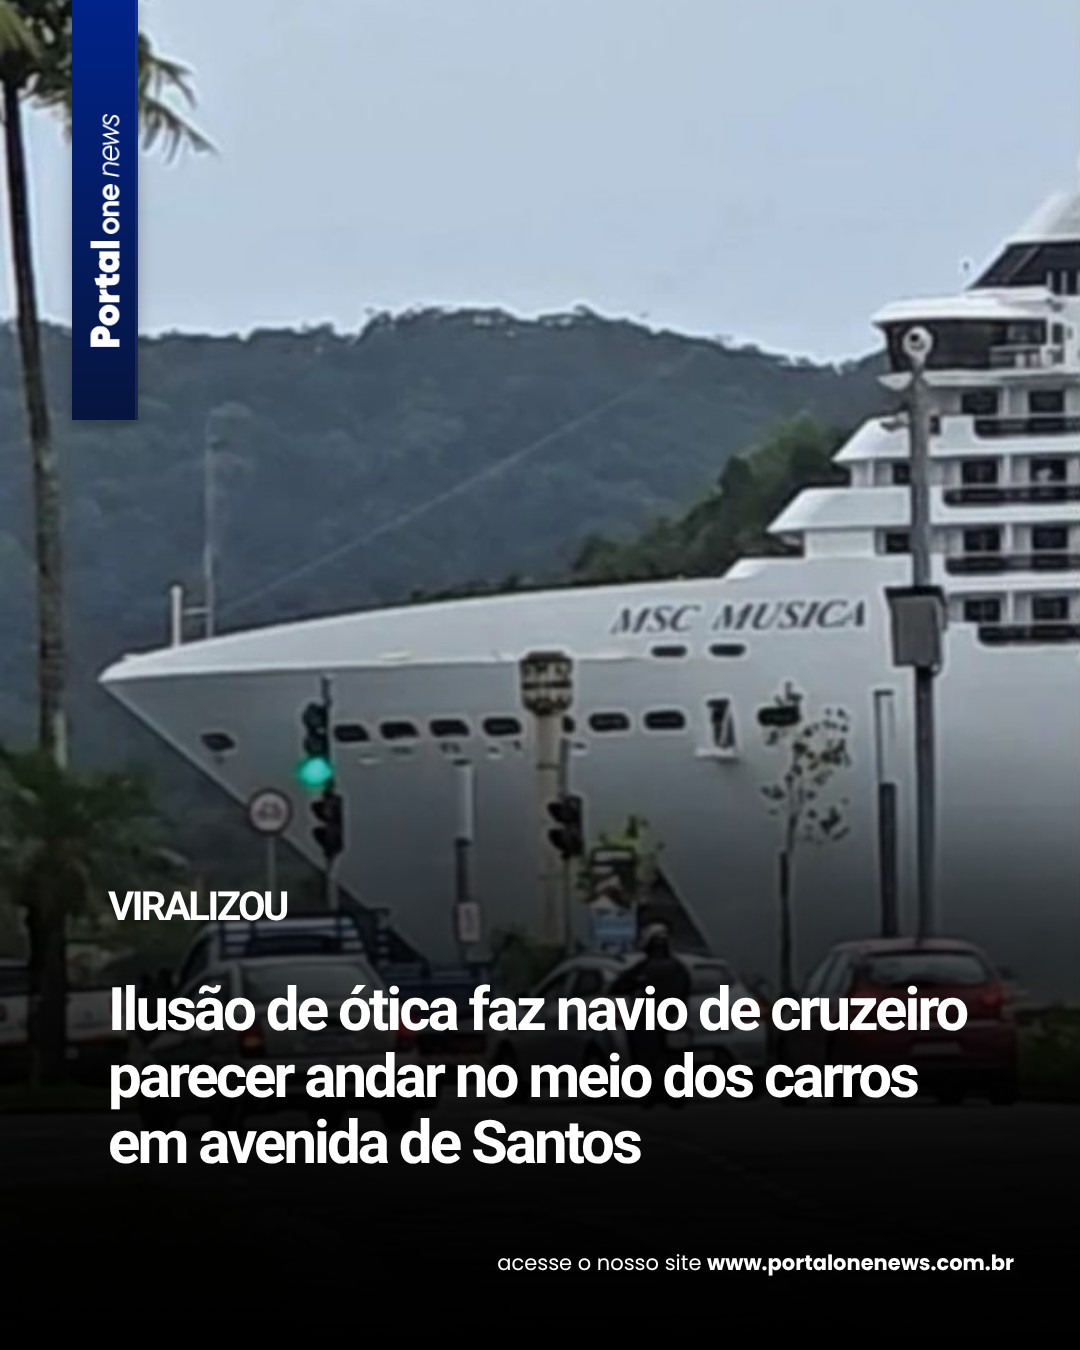 Portal one news
MSC MUSICA
VIRALIZOU
Ilusão de ótica faz navio de cruzeiro
parecer andar no meio dos carros
em avenida de Santos
acesse o nosso site www.portalonenews.com.br